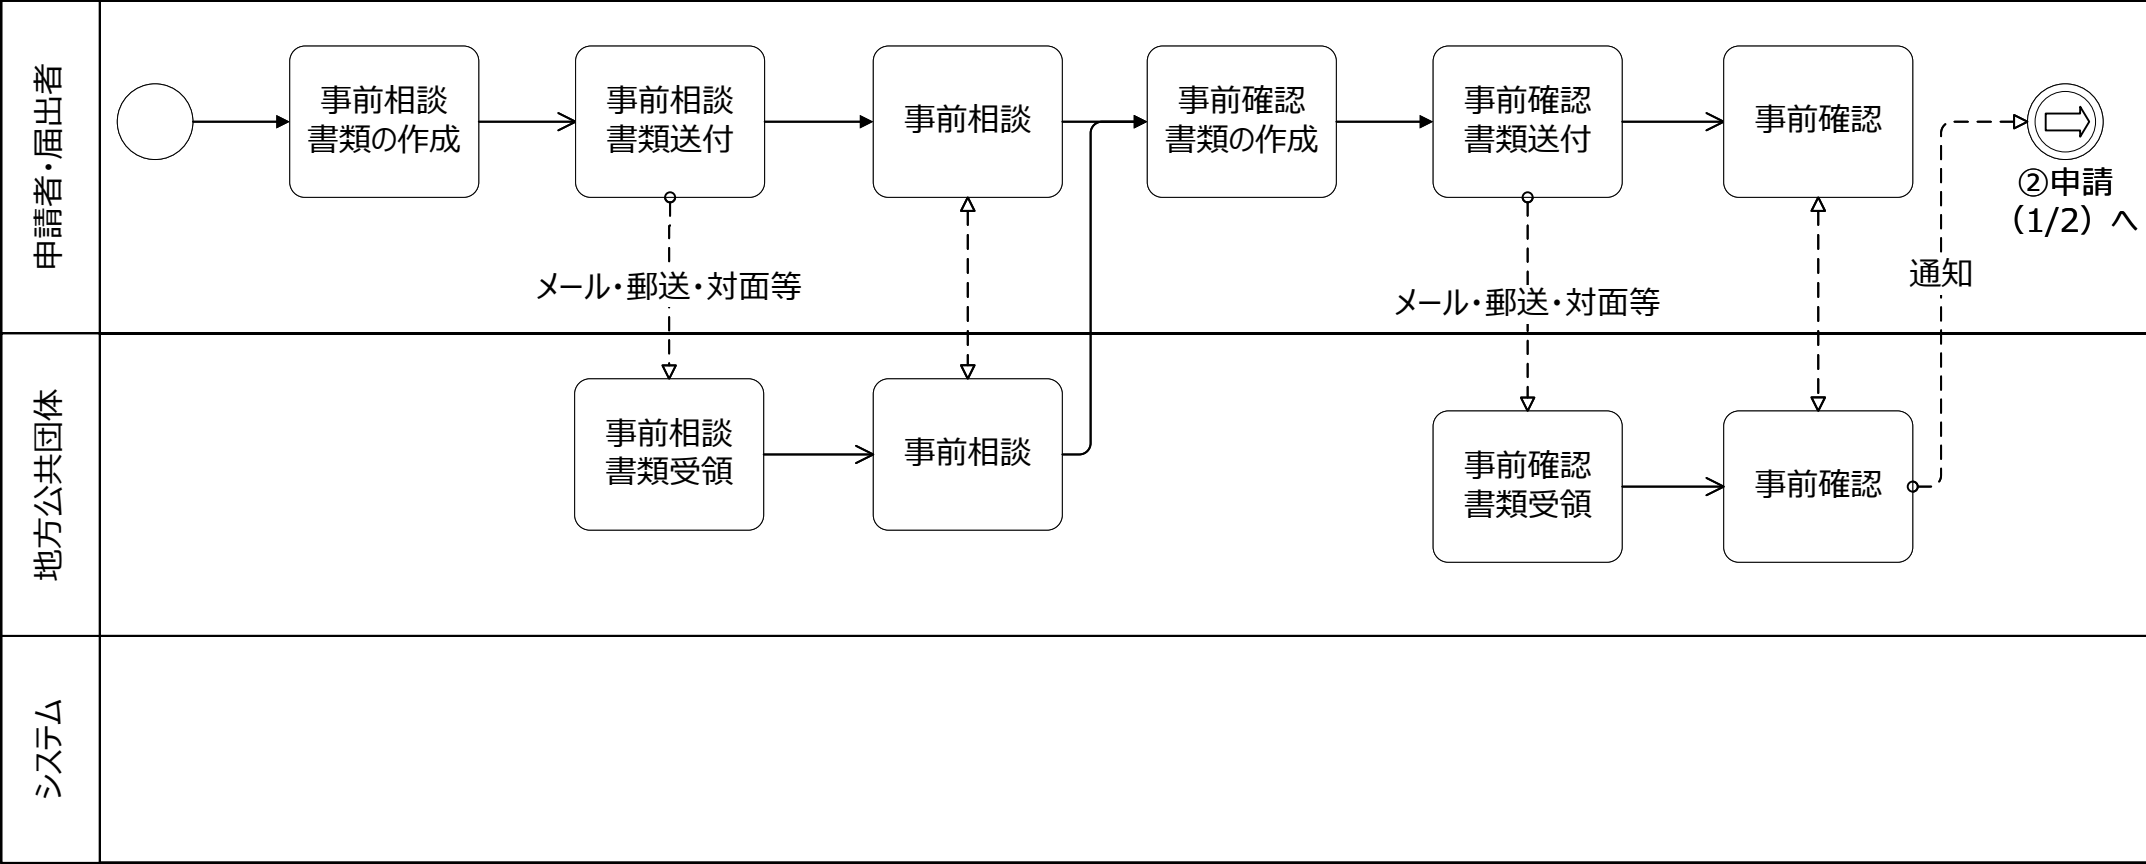 申請者・届出者
事前相談
書類の作成
事前相談
書類送付
事前相談
事前確認
書類の作成
事前確認
書類送付
事前確認
②申請
（1/2）へ
メール・郵送・対面等
メール・郵送・対面等
通知
地方公共団体
事前相談
書類受領
事前相談
事前確認
書類受領
事前確認
システム